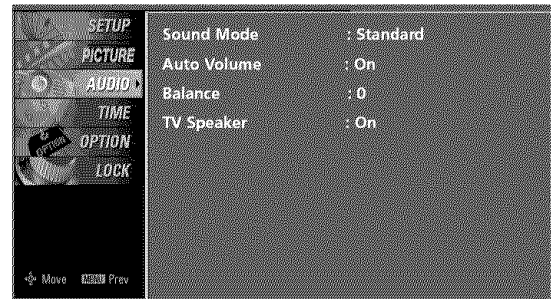 SETUP
PICTURE
AUDIO
TIME
OPTION
OPTION
LOCK
Move MENU Prev
Sound Mode : Standard
Auto Volume : On
Balance : 0
TV Speaker : On